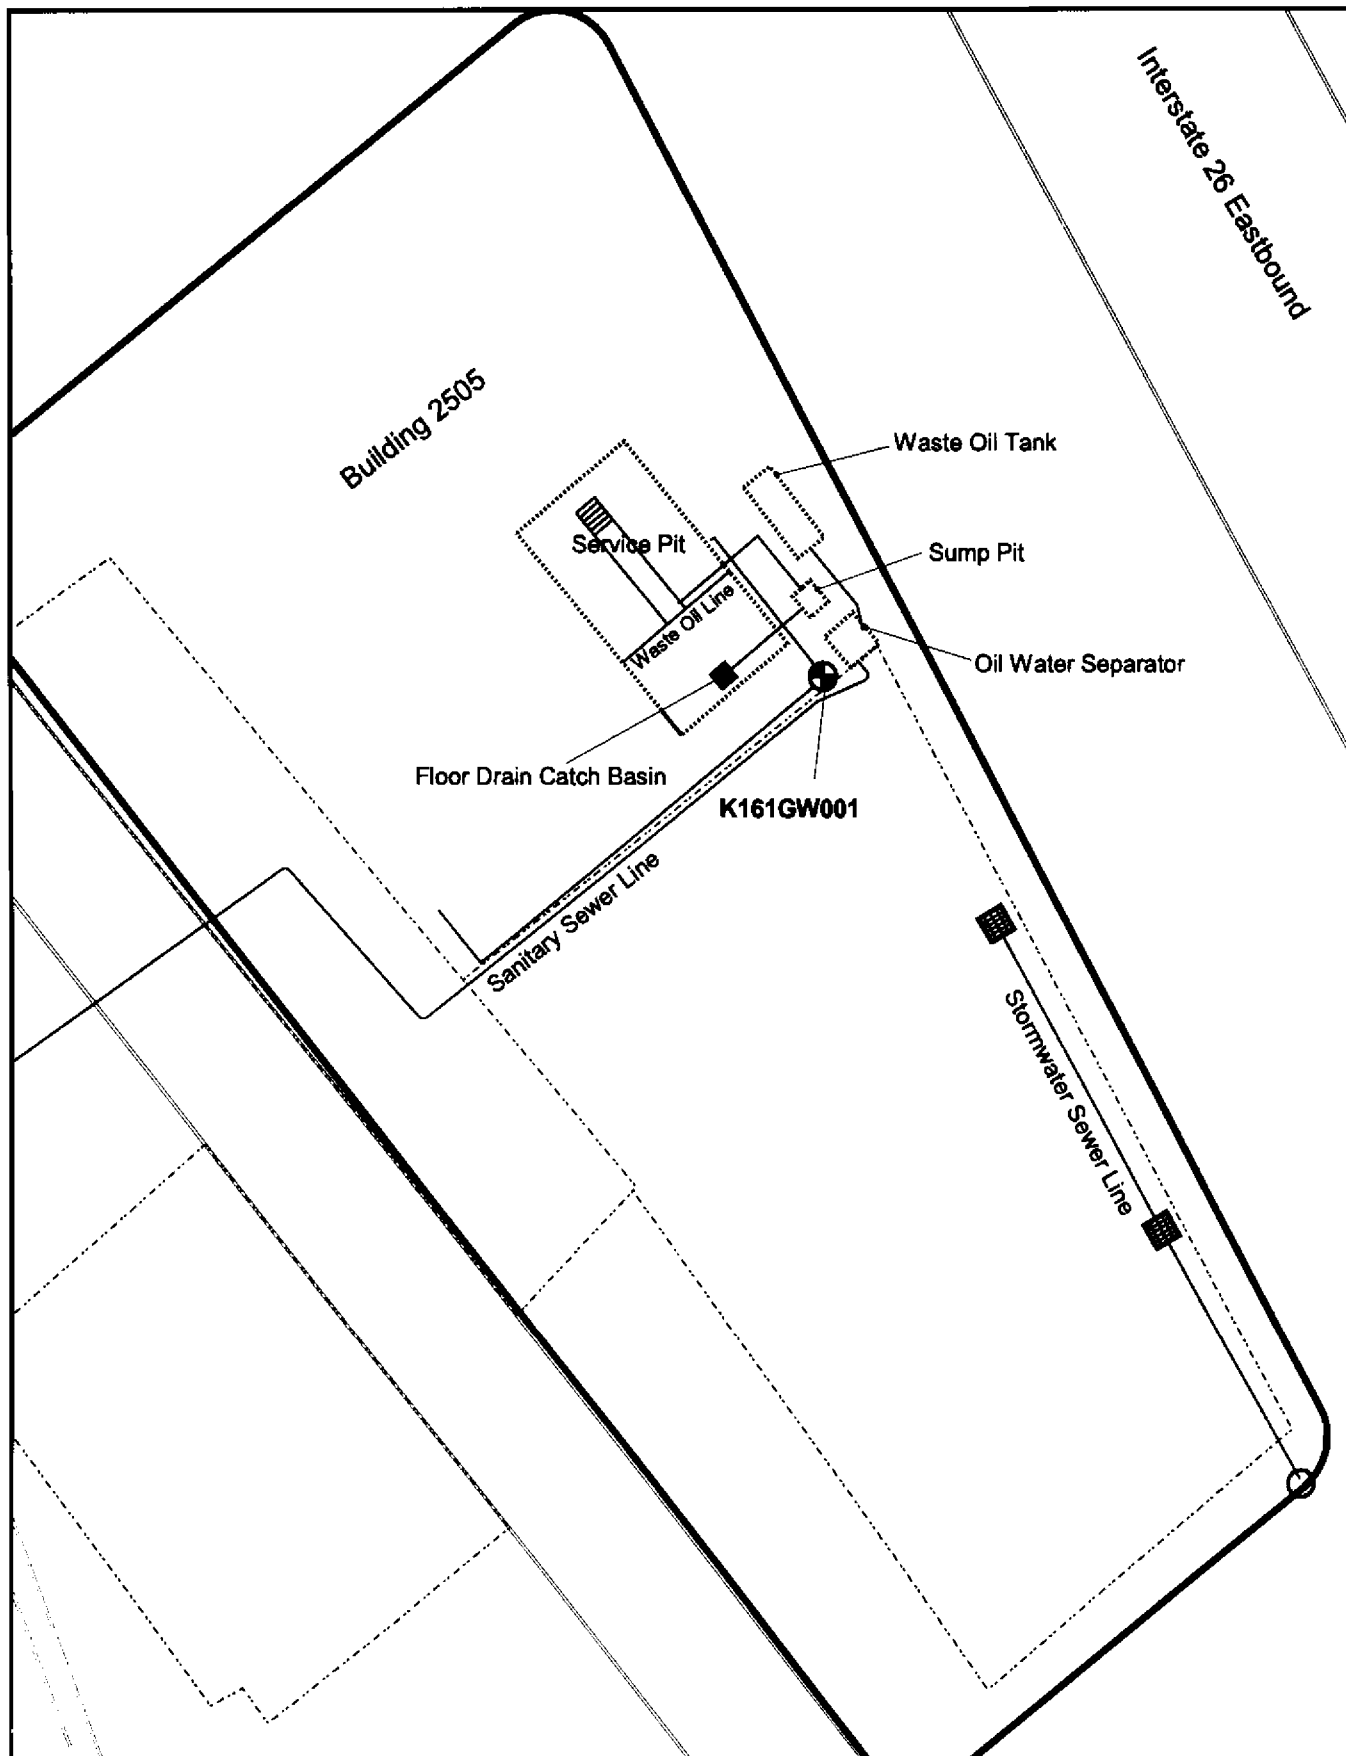 Interstate 26 Eastbound
Building 2505
Waste Oil Tank
Service Pit
Sump Pit
Waste Oil Line
Oil Water Separator
Floor Drain Catch Basin
K161GW001
Sanitary Sewer Line
Stormwater Sewer Line